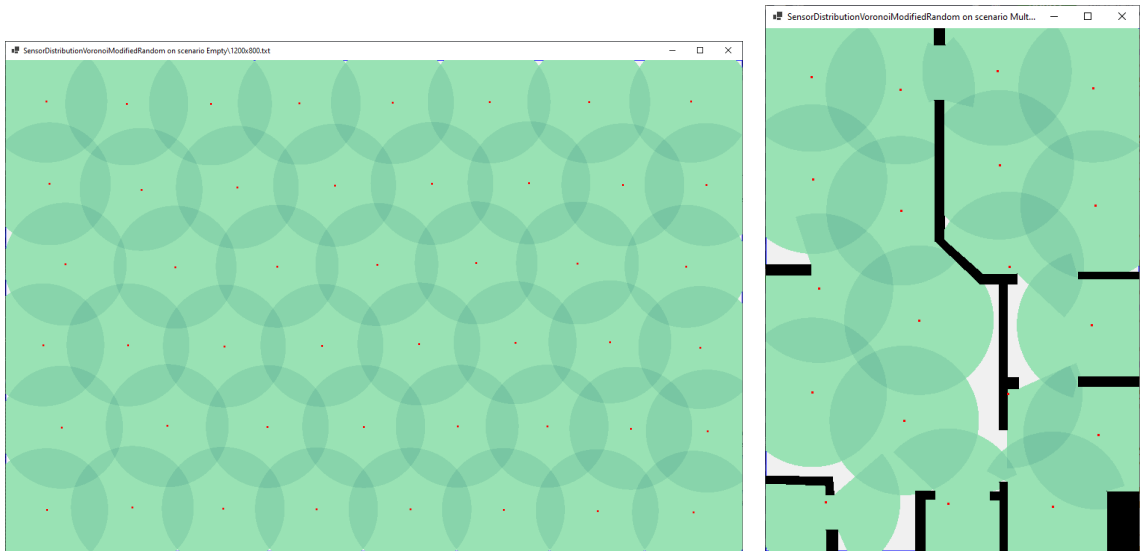 SensorDistributionVoronoiModifiedRandom on scenario Empty\1200x800.txt
SensorDistributionVoronoiModifiedRandom on scenario Mult...